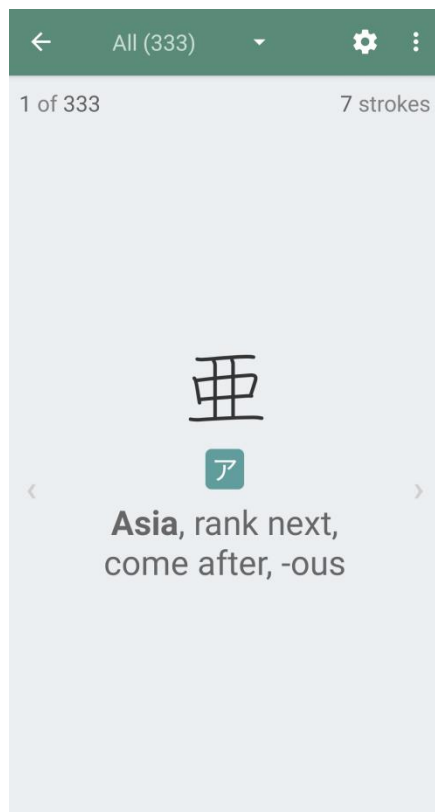 All (333)
1 of 333
7 strokes
亜
ア
Asia, rank next,
come after, -ous